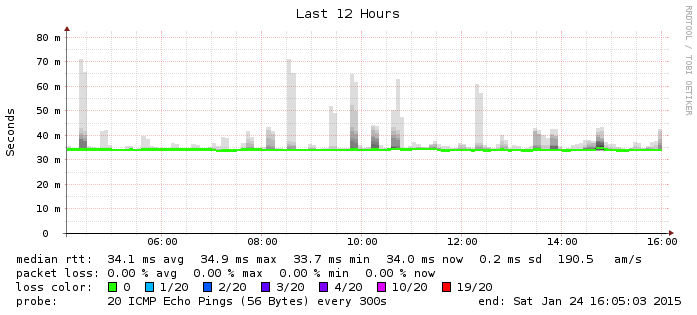 Last 12 Hours
RRDTOOL / TOBI OETIKER
Seconds
80 m
70 m
60 m
50 m
40 m
30 m
20 m
10 m
0
06:00 08:00 10:00 12:00 14:00 16:00
median rtt: 34.1 ms avg 34.9 ms max 33.7 ms min 34.0 ms now 0.2 ms sd 190.5 am/s
packet loss: 0.00 % avg 0.00 % max 0.00 % min 0.00 % now
loss color: 0 1/20 2/20 3/20 4/20 10/20 19/20
probe: 20 ICMP Echo Pings (56 Bytes) every 300s end: Sat Jan 24 16:05:03 2015